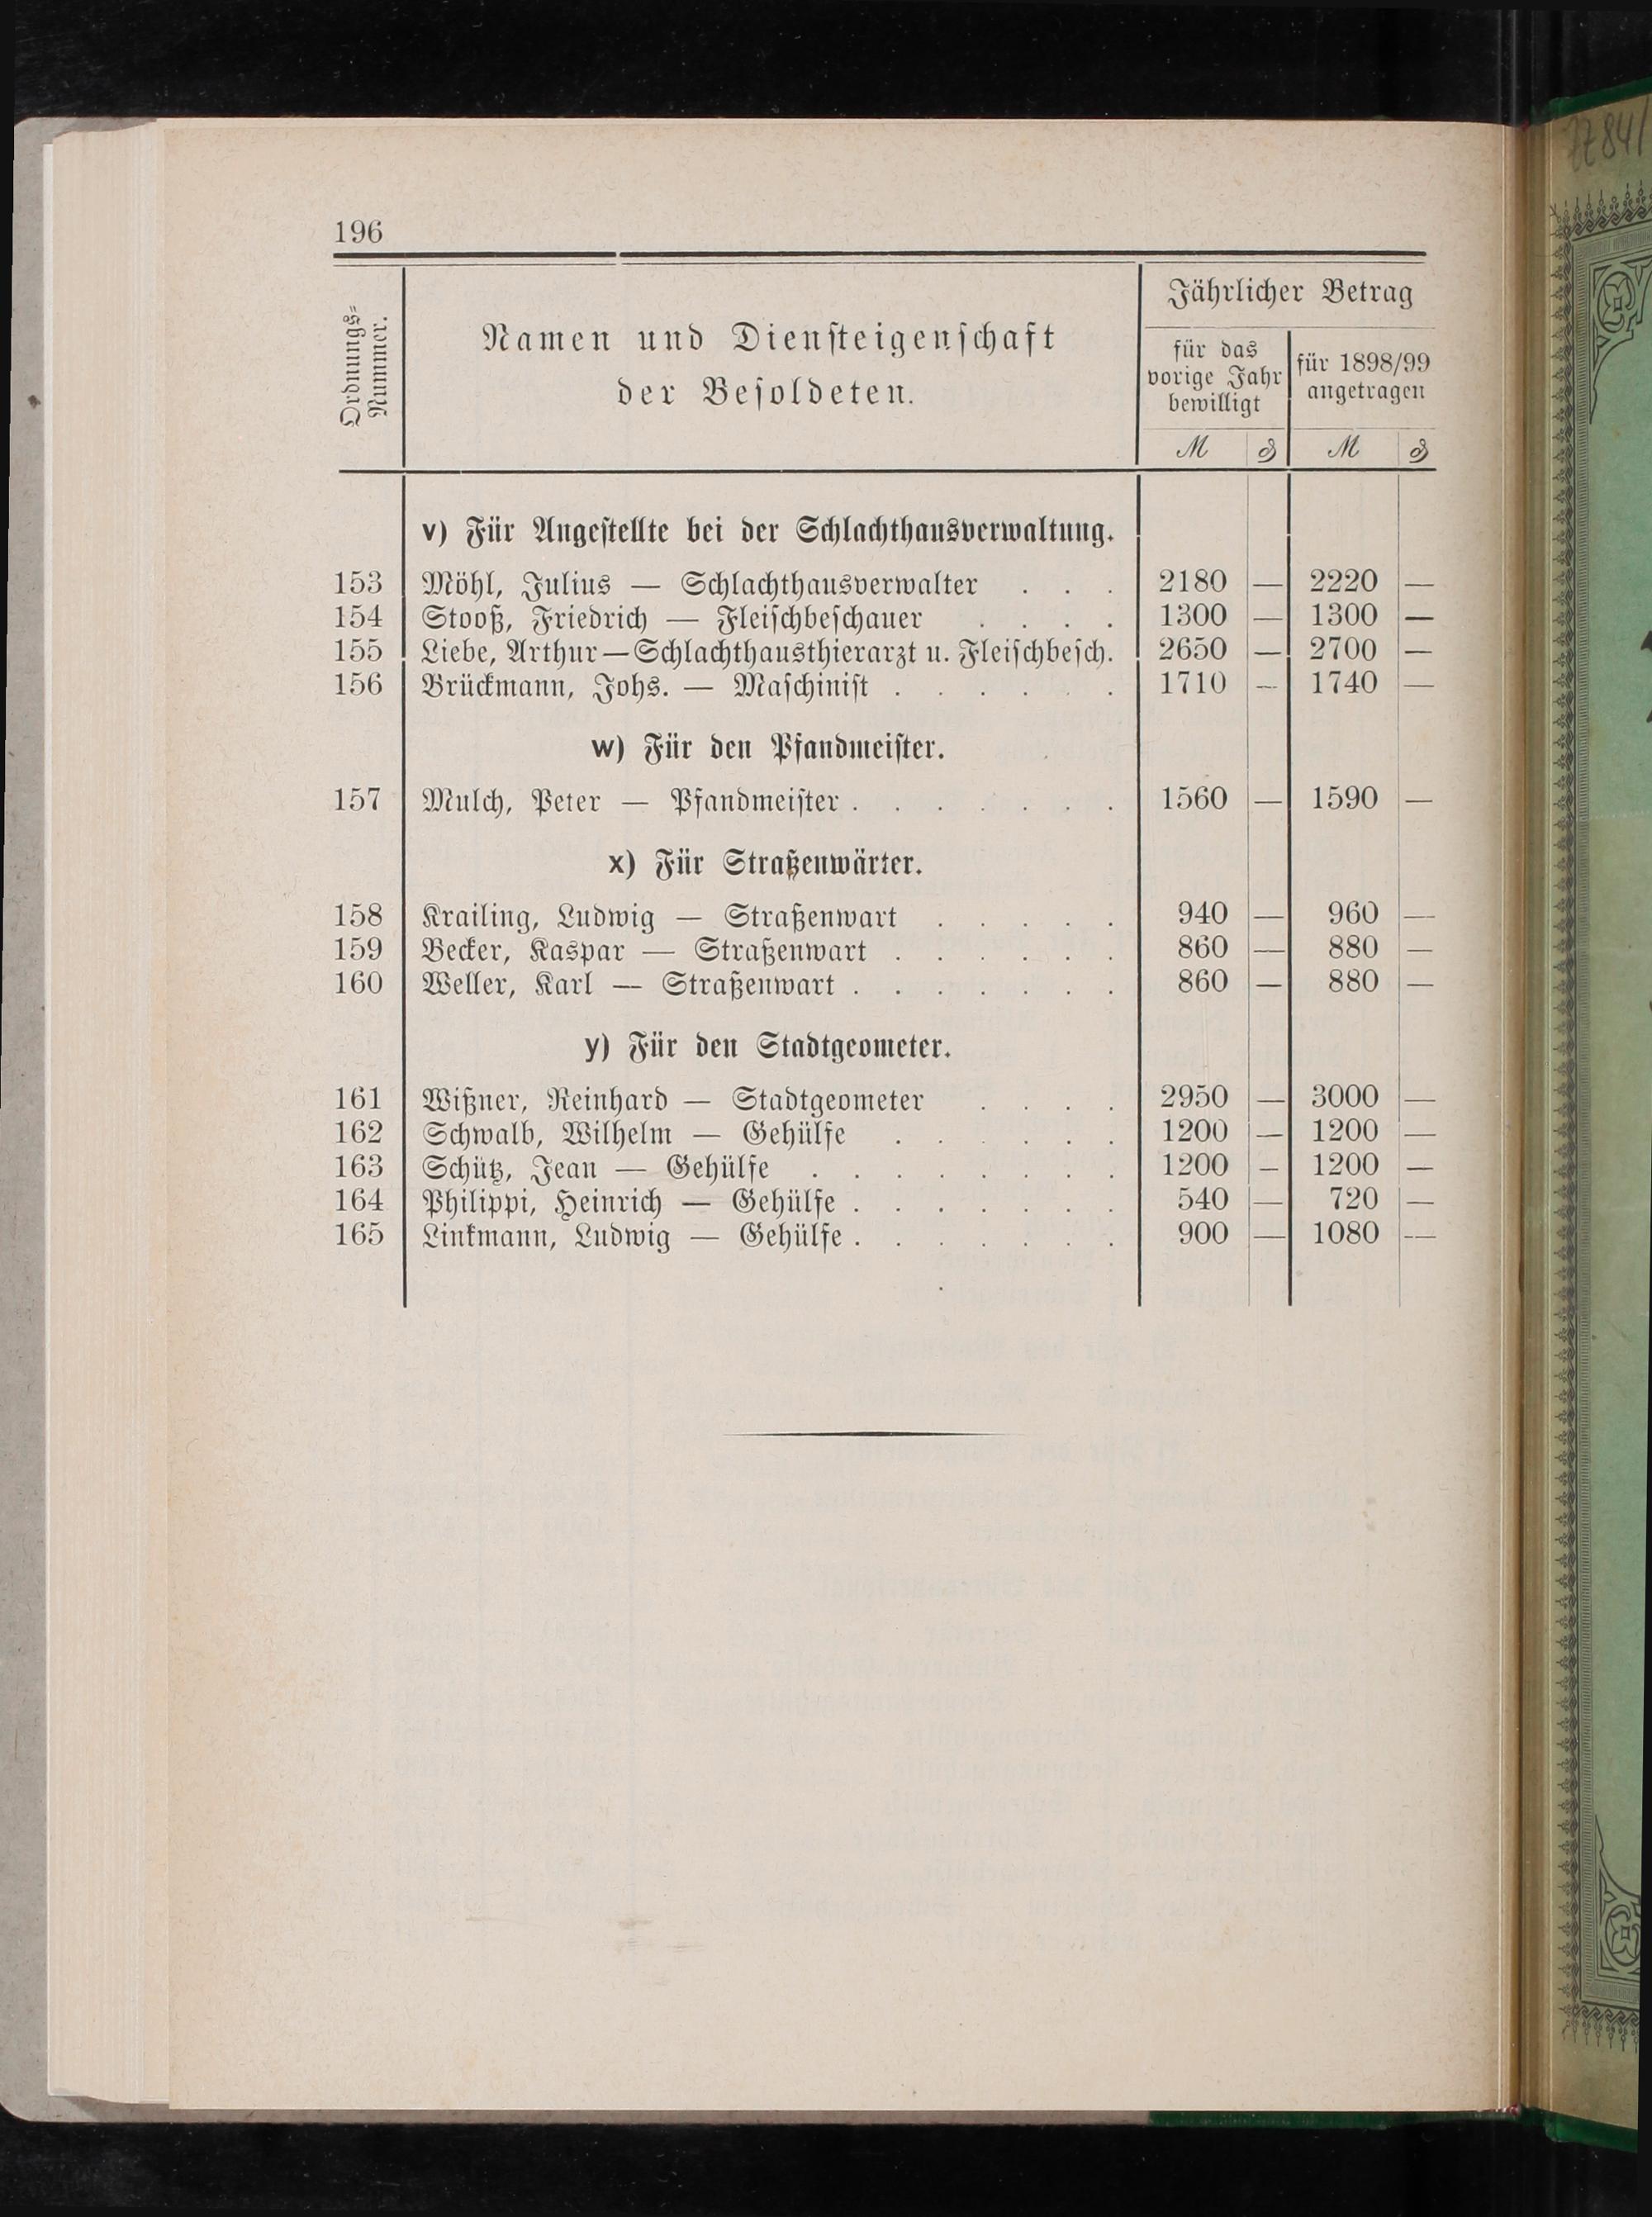 196
Ordnungs-
Nummer.
Namen und Diensteigenschaft
der Besoldeten.
Jährlicher Betrag
für das
vorige Jahr
bewilligt
für 1898/99
angetragen
ℳ ₰ ℳ ₰
v) Für Angestellte bei der Schlachthausverwaltung.
153 Möhl, Julius — Schlachthausverwalter . . . 2180 — 2220 —
154 Stooß, Friedrich — Fleischbeschauer . . . . 1300 — 1300 —
155 Liebe, Arthur—Schlachthausthierarzt u. Fleischbesch. 2650 — 2700 —
156 Brückmann, Johs. — Maschinist . . . . . . 1710 — 1740 —
w) Für den Pfandmeister.
157 Mulch, Peter — Pfandmeister . . . . . . . 1560 — 1590 —
x) Für Straßenwärter.
158 Krailing, Ludwig — Straßenwart . . . . . 940 — 960 —
159 Becker, Kaspar — Straßenwart . . . . . . 860 — 880 —
160 Weller, Karl — Straßenwart . . . . . . . 860 — 880 —
y) Für den Stadtgeometer.
161 Wißner, Reinhard — Stadtgeometer . . . . 2950 — 3000 —
162 Schwalb, Wilhelm — Gehülfe . . . . . . 1200 — 1200 —
163 Schütz, Jean — Gehülfe . . . . . . . . 1200 — 1200 —
164 Philippi, Heinrich — Gehülfe . . . . . . . 540 — 720 —
165 Linkmann, Ludwig — Gehülfe . . . . . . . 900 — 1080 —